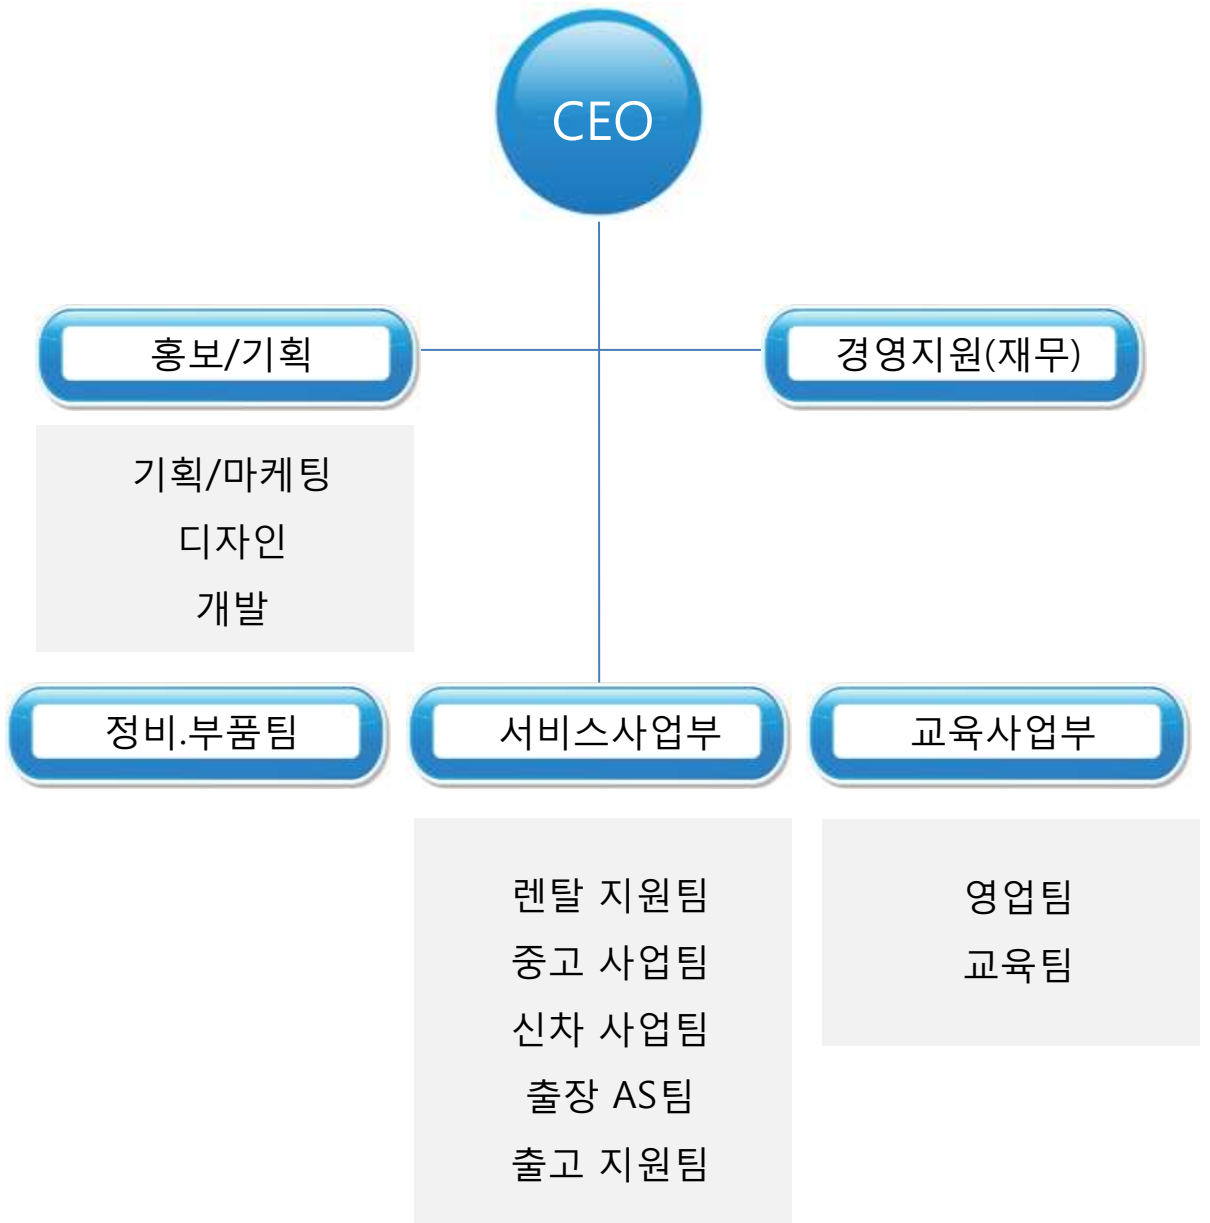 CEO
홍보/기획
경영지원(재무)
기획/마케팅
디자인
개발
정비.부품팀
서비스사업부
교육사업부
렌탈 지원팀
중고 사업팀
신차 사업팀
출장 AS팀
출고 지원팀
영업팀
교육팀